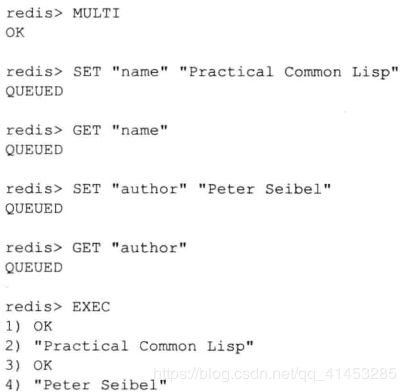 redis> MULTI
OK
redis> SET "name" "Practical Common Lisp"
QUEUED
redis> GET "name"
QUEUED
redis> SET "author" "Peter Seibel"
QUEUED
redis> GET "author"
QUEUED
redis> EXEC
1) OK
2) "Practical Common Lisp"
3) OK
4) "Peter Seibel"
https://blog.csdn.net/qq_41453285